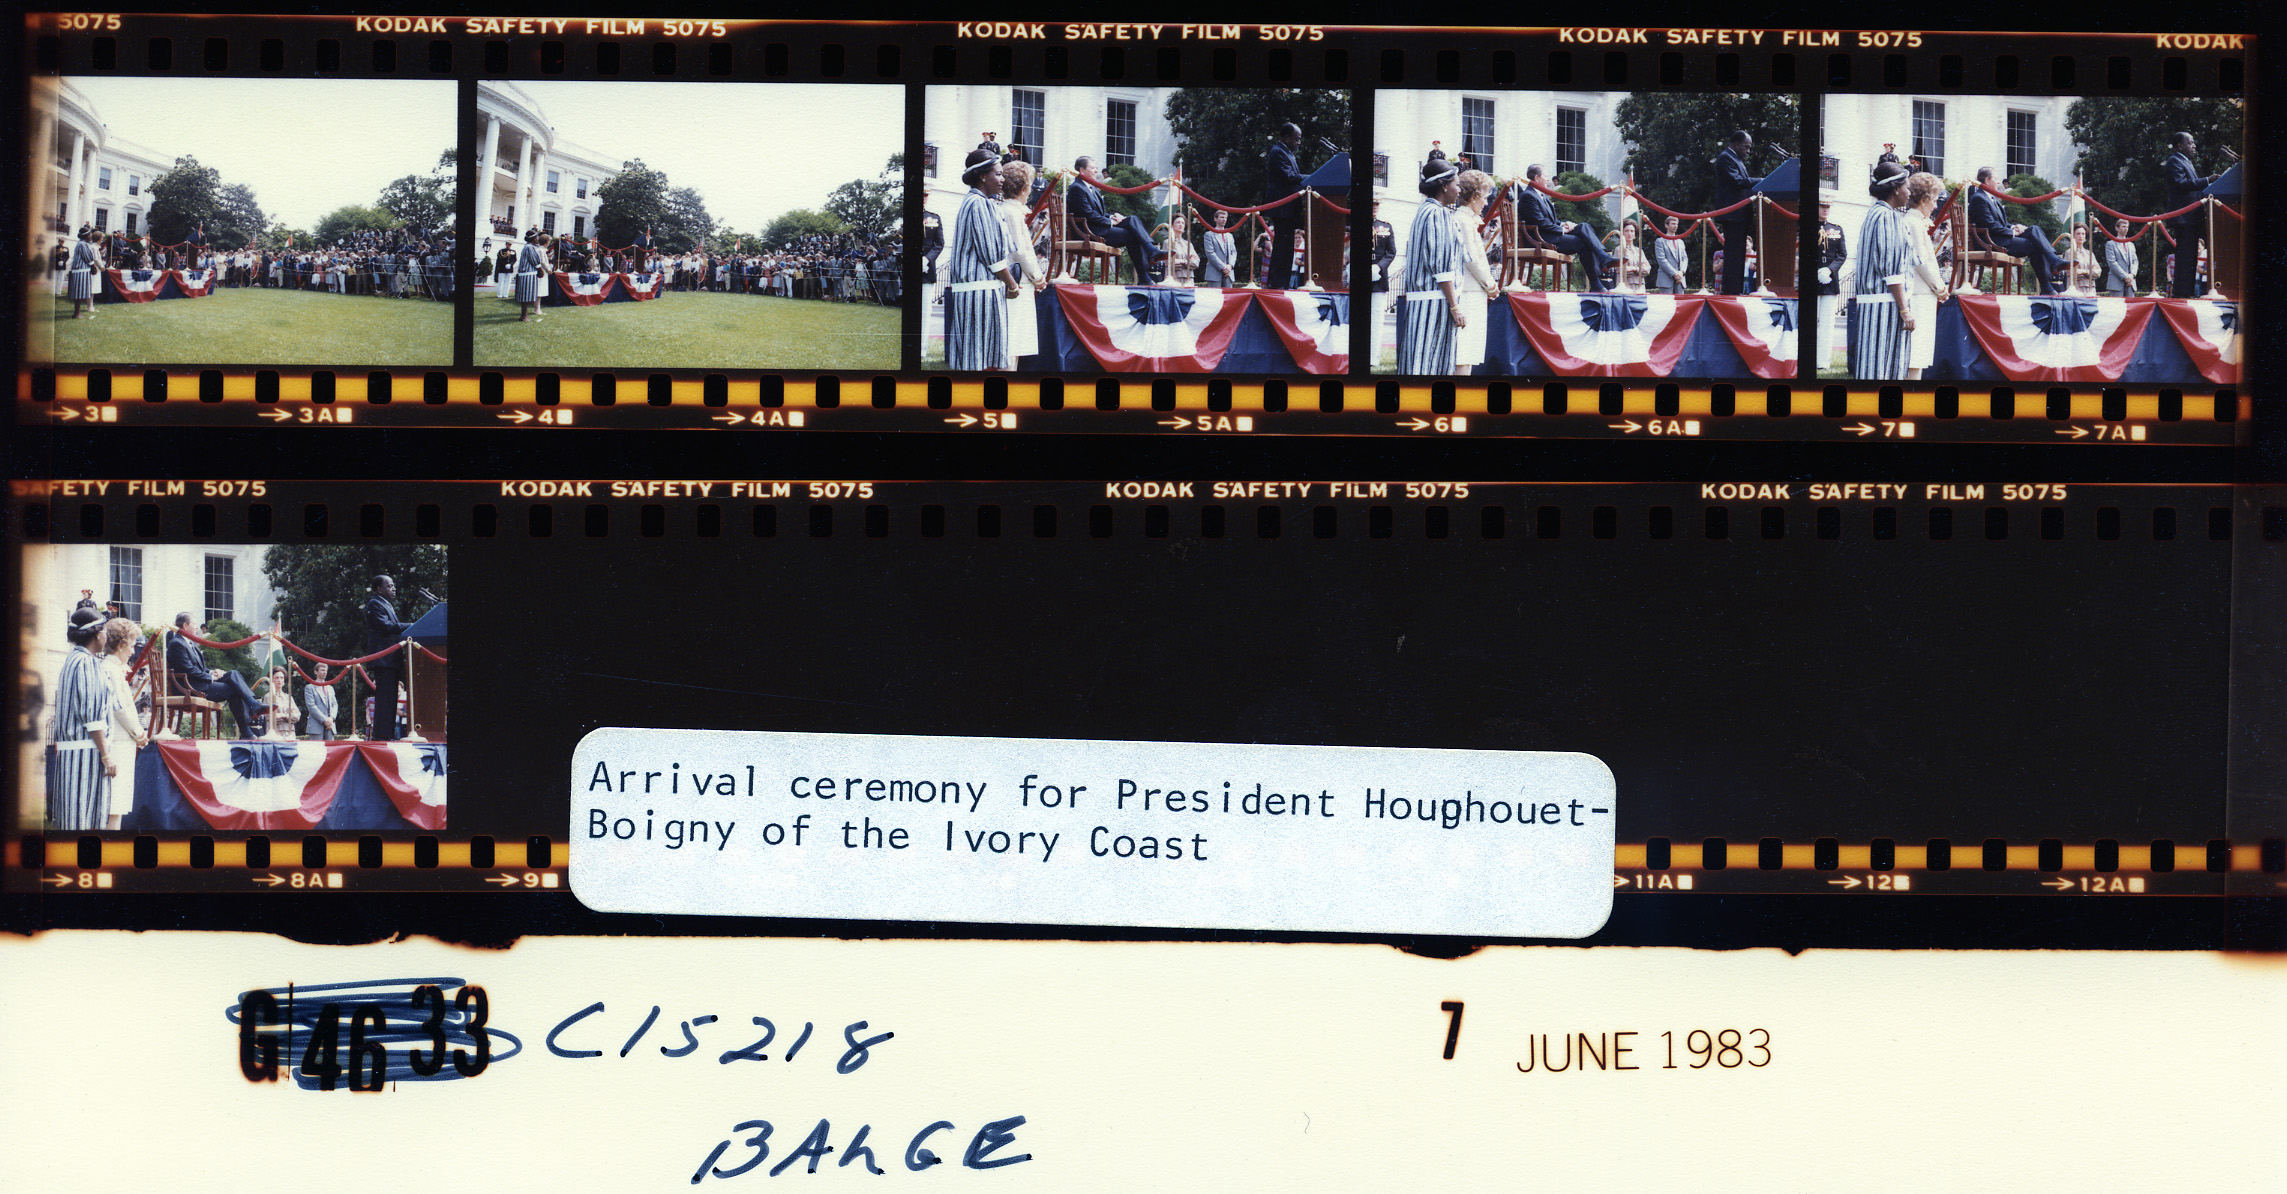 5075 KODAK SAFETY FILM 5075 KODAK SAFETY FILM 5075 KODAK SAFETY FILM 5075 KODAK
→3 →3A →4 →4A →5 →5A →6 →6A →7 →7A
SAFETY FILM 5075 KODAK SAFETY FILM 5075 KODAK SAFETY FILM 5075 KODAK SAFETY FILM 5075
→8 →8A →9 →11A →12 →12A
Arrival ceremony for President Houphouet-
Boigny of the Ivory Coast
G 46 33 C15218 7 JUNE 1983